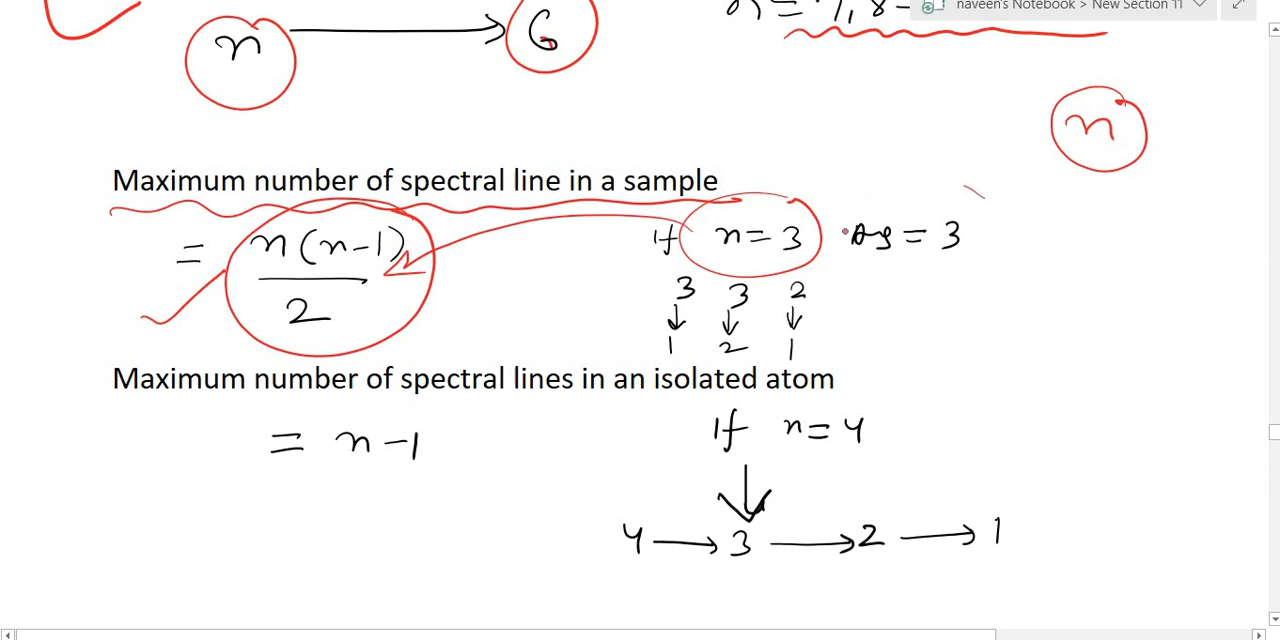 naveen's Notebook > New Section 11
n → 6
n
Maximum number of spectral line in a sample
= n(n-1)/2
If n = 3 Ans = 3
3 3 2
↓ ↓ ↓
1 2 1
Maximum number of spectral lines in an isolated atom
= n-1
If n = 4
↓
4 → 3 → 2 → 1